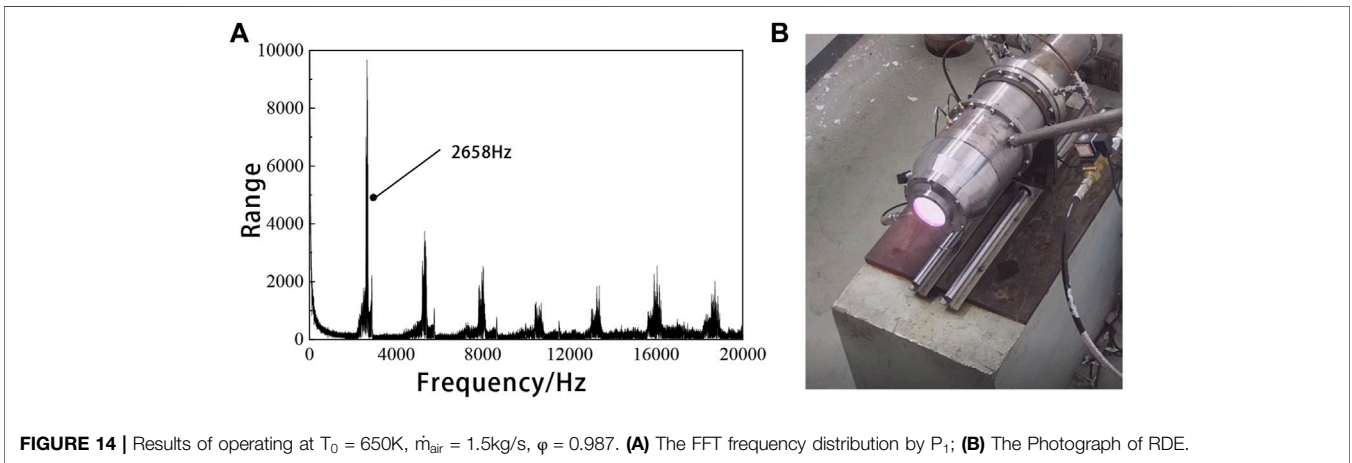 A
B
10000
8000
6000
4000
2000
0
Range
2658Hz
0 4000 8000 12000 16000 20000
Frequency/Hz
FIGURE 14 | Results of operating at T₀ = 650K, ṁair = 1.5kg/s, φ = 0.987. (A) The FFT frequency distribution by P₁; (B) The Photograph of RDE.